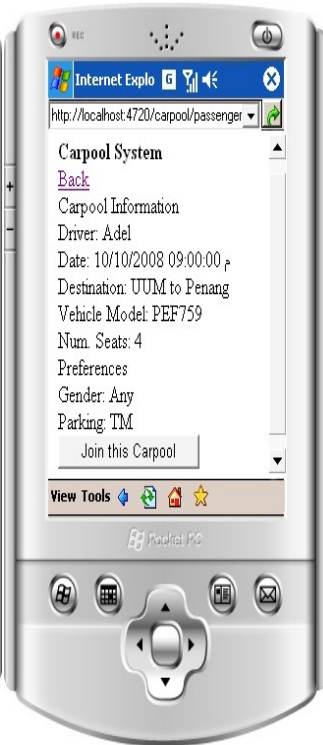 REC
Internet Explo G
http://localhost:4720/carpool/passenger
Carpool System
Back
Carpool Information
Driver: Adel
Date: 10/10/2008 09:00:00 م
Destination: UUM to Penang
Vehicle Model: PEF759
Num. Seats: 4
Preferences
Gender: Any
Parking: TM
Join this Carpool
View Tools
Pocket PC